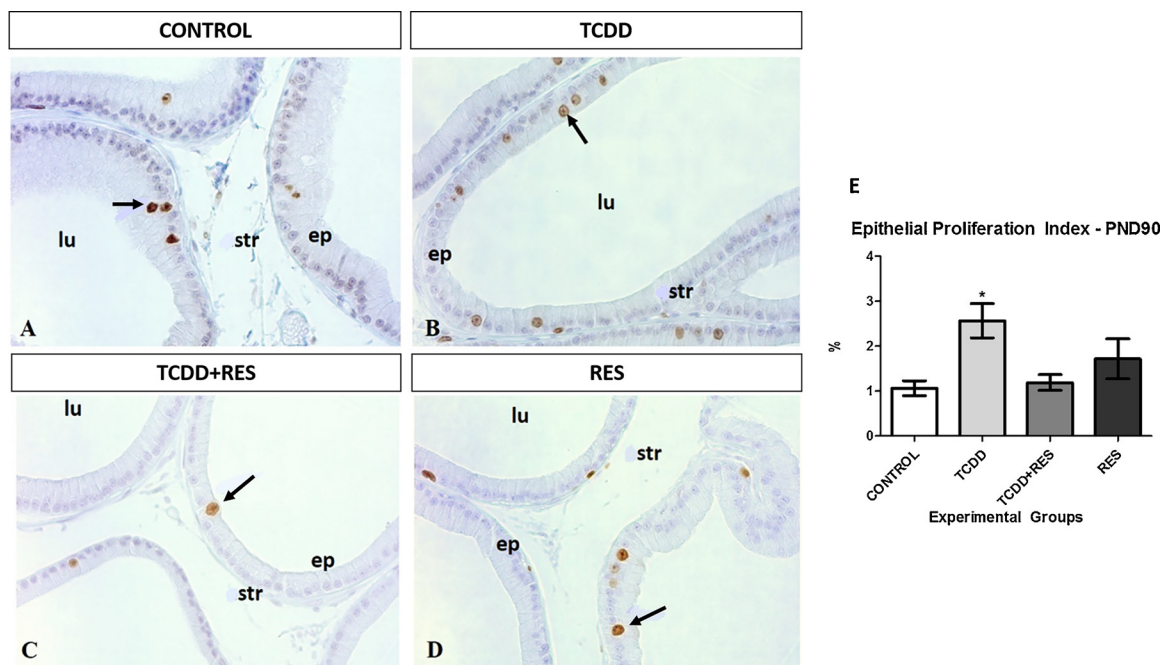 CONTROL
TCDD
lu
str
ep
A
lu
ep
str
B
TCDD+RES
RES
lu
ep
str
C
lu
str
ep
D
E
Epithelial Proliferation Index - PND90
%
4
3
2
1
0
*
CONTROL
TCDD
TCDD+RES
RES
Experimental Groups